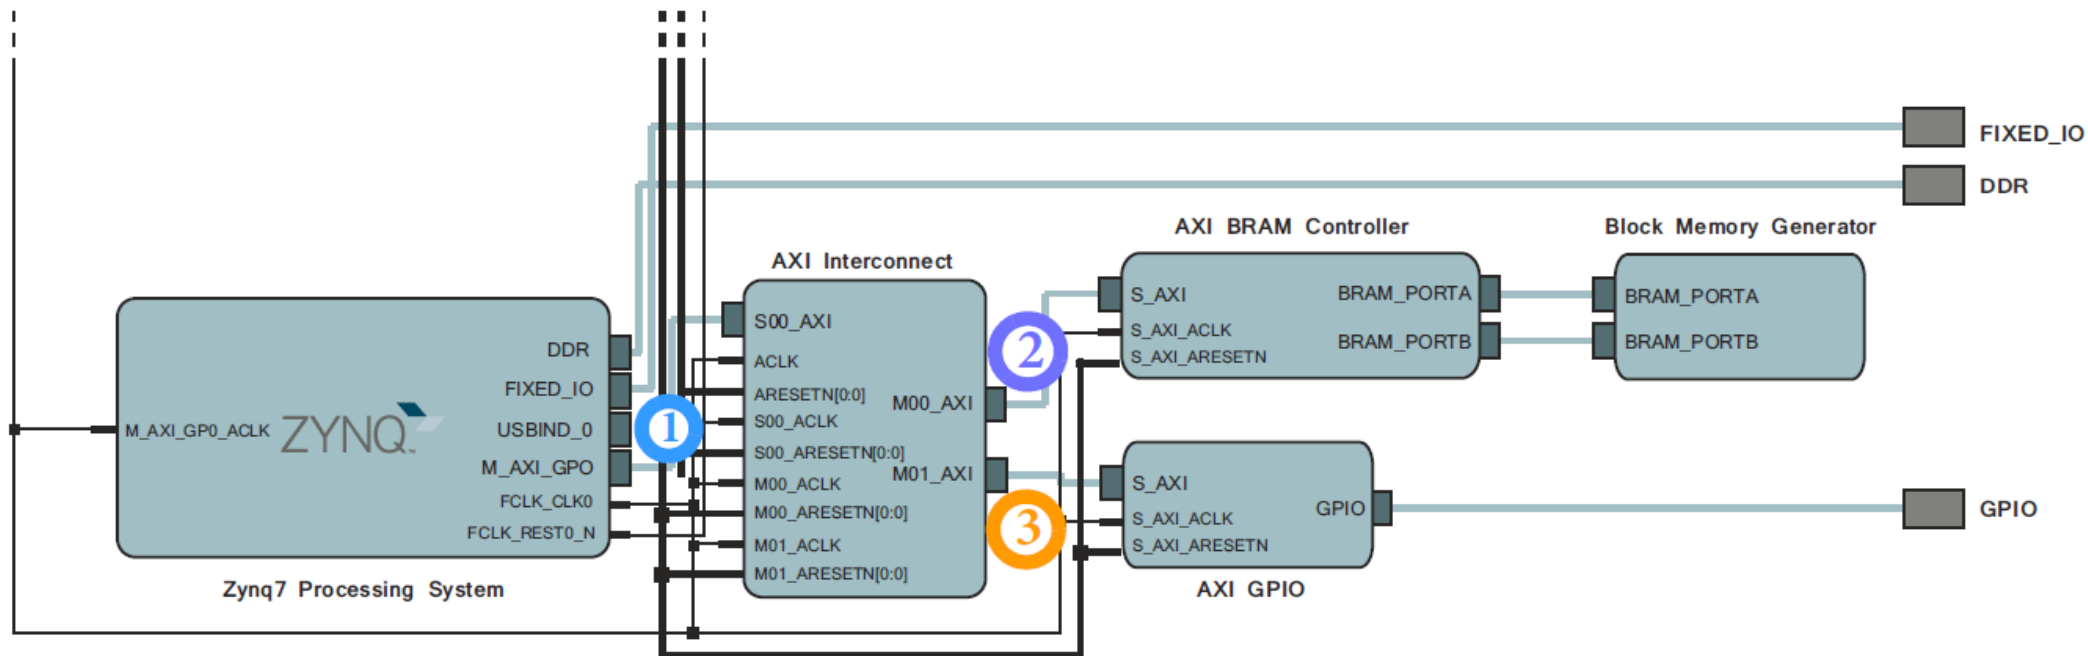 FIXED_IO
DDR
AXI BRAM Controller
Block Memory Generator
AXI Interconnect
S_AXI
S_AXI_ACLK
S_AXI_ARESETN
BRAM_PORTA
BRAM_PORTB
BRAM_PORTA
BRAM_PORTB
DDR
FIXED_IO
USBIND_0
M_AXI_GPO
FCLK_CLK0
FCLK_REST0_N
M_AXI_GP0_ACLK
ZYNQ™
Zynq7 Processing System
1
S00_AXI
ACLK
ARESETN[0:0]
S00_ACLK
S00_ARESETN[0:0]
M00_ACLK
M00_ARESETN[0:0]
M01_ACLK
M01_ARESETN[0:0]
M00_AXI
M01_AXI
2
3
S_AXI
S_AXI_ACLK
S_AXI_ARESETN
GPIO
AXI GPIO
GPIO